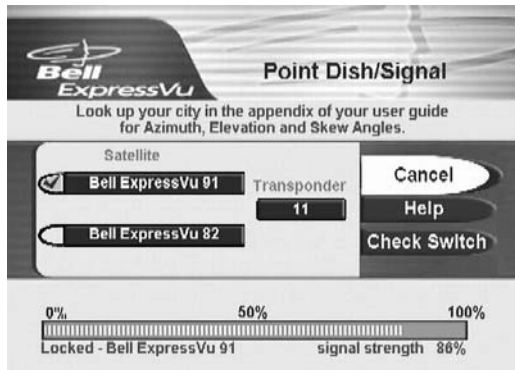 Bell
ExpressVu
Point Dish/Signal
Look up your city in the appendix of your user guide
for Azimuth, Elevation and Skew Angles.
Satellite
Bell ExpressVu 91
Transponder
11
Bell ExpressVu 82
Cancel
Help
Check Switch
0% 50% 100%
Locked - Bell ExpressVu 91 signal strength 86%